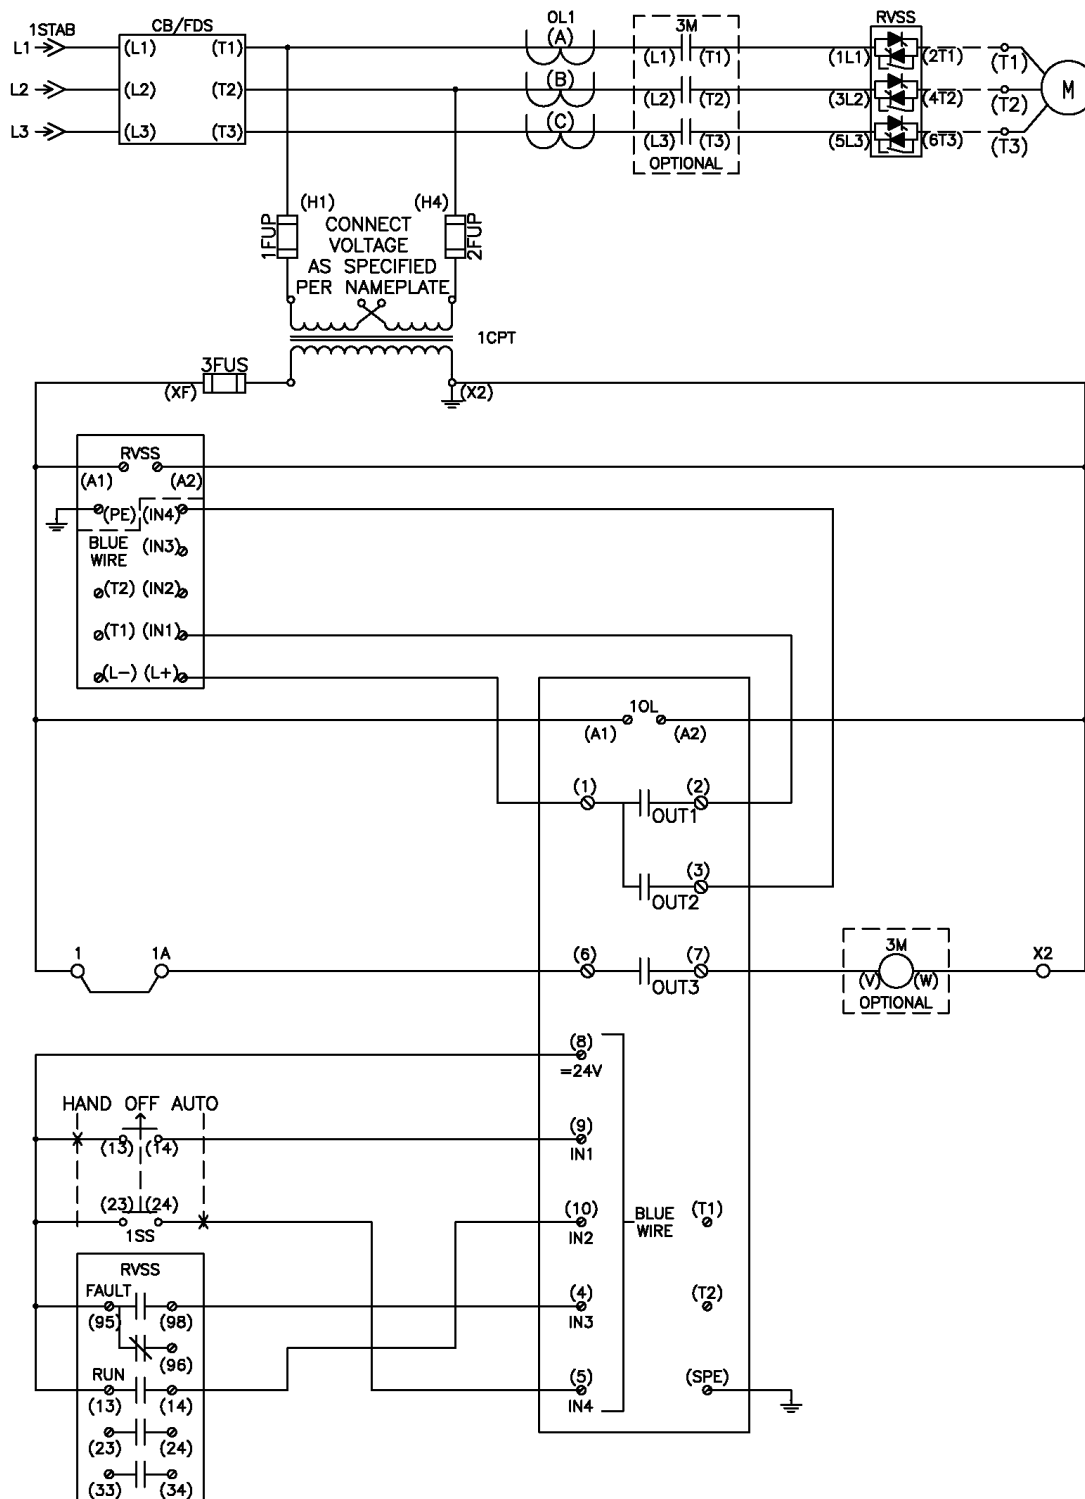 1STAB CB/FDS OL1 3M RVSS
L1 (L1) (T1) (A) (L1) (T1) (1L1) (2T1) (T1)
L2 (L2) (T2) (B) (L2) (T2) (3L2) (4T2) (T2) M
L3 (L3) (T3) (C) (L3) (T3) (5L3) (6T3) (T3)
OPTIONAL
(H1) (H4)
1FUP 2FUP
CONNECT
VOLTAGE
AS SPECIFIED
PER NAMEPLATE
1CPT
3FUS
(XF) (X2)
RVSS
(A1) (A2)
(PE) (IN4)
BLUE
WIRE
(IN3)
(T2) (IN2)
(T1) (IN1)
(L-) (L+)
1OL
(A1) (A2)
(1) (2)
OUT1
(3)
OUT2
1 1A (6) (7) 3M X2
OUT3 (V) (W)
OPTIONAL
(8)
=24V
HAND OFF AUTO
(13) (14) (9)
IN1
(23) (24) (10) (T1)
1SS IN2
BLUE
WIRE
RVSS
FAULT (4) (T2)
(95) (98) IN3
(96)
RUN (5) (SPE)
(13) (14) IN4
(23) (24)
(33) (34)